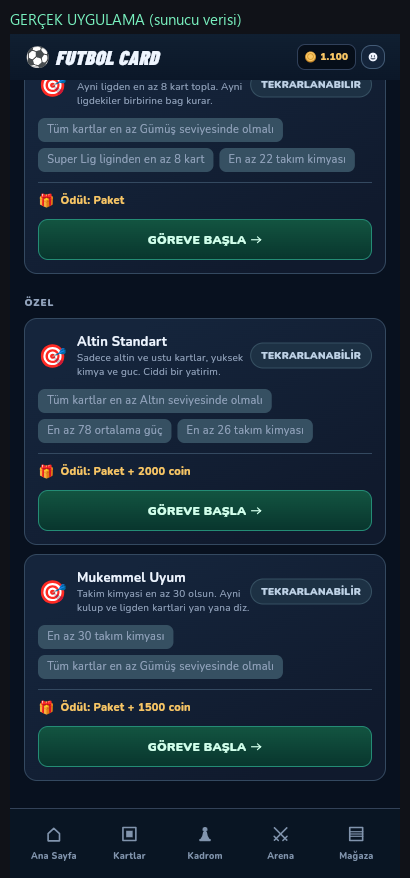 GERÇEK UYGULAMA (sunucu verisi)
FUTBOL CARD
1.100
Ayni ligden en az 8 kart topla. Ayni
ligdekiler birbirine bag kurar.
TEKRARLANABİLİR
Tüm kartlar en az Gümüş seviyesinde olmalı
Super Lig liginden en az 8 kart
En az 22 takım kimyası
Ödül: Paket
GÖREVE BAŞLA →
ÖZEL
Altin Standart
Sadece altin ve ustu kartlar, yuksek
kimya ve guc. Ciddi bir yatirim.
TEKRARLANABİLİR
Tüm kartlar en az Altın seviyesinde olmalı
En az 78 ortalama güç
En az 26 takım kimyası
Ödül: Paket + 2000 coin
GÖREVE BAŞLA →
Mukemmel Uyum
Takim kimyasi en az 30 olsun. Ayni
kulup ve ligden kartlari yan yana diz.
TEKRARLANABİLİR
En az 30 takım kimyası
Tüm kartlar en az Gümüş seviyesinde olmalı
Ödül: Paket + 1500 coin
GÖREVE BAŞLA →
Ana Sayfa
Kartlar
Kadrom
Arena
Mağaza